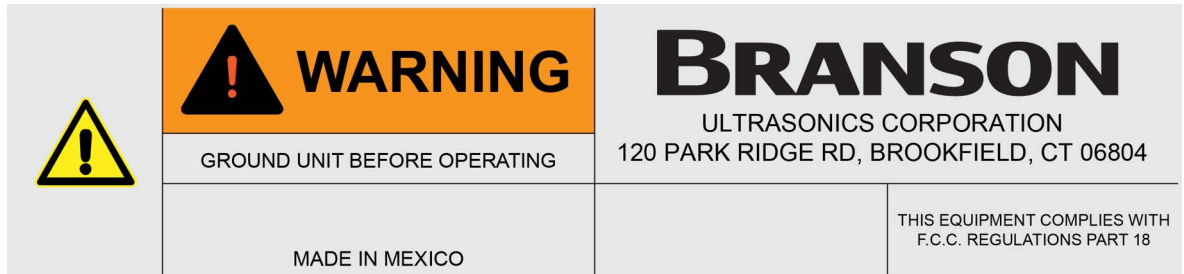 WARNING
GROUND UNIT BEFORE OPERATING
MADE IN MEXICO
BRANSON
ULTRASONICS CORPORATION
120 PARK RIDGE RD, BROOKFIELD, CT 06804
THIS EQUIPMENT COMPLIES WITH
F.C.C. REGULATIONS PART 18